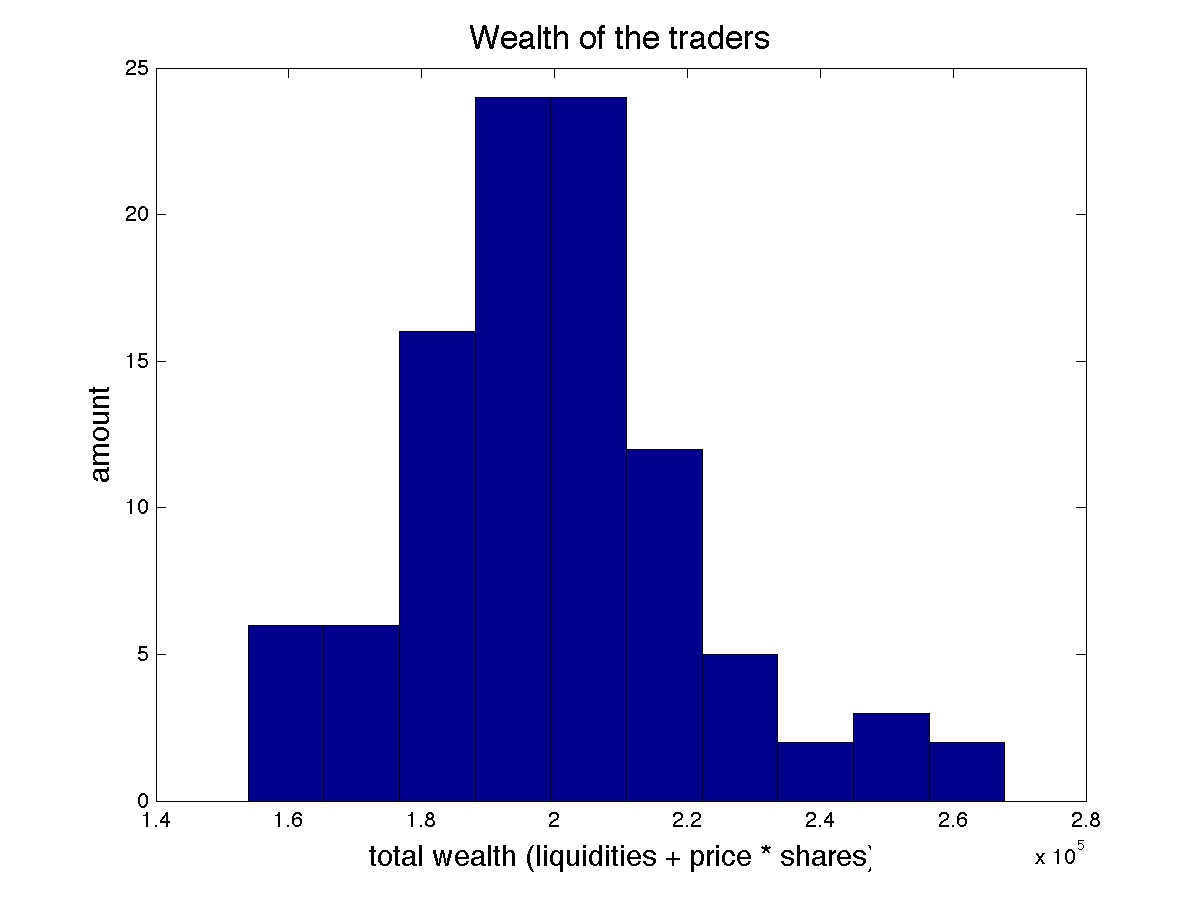 Wealth of the traders
25
20
15
10
5
0
amount
1.4 1.6 1.8 2 2.2 2.4 2.6 2.8
x 10^5
total wealth (liquidities + price * shares)